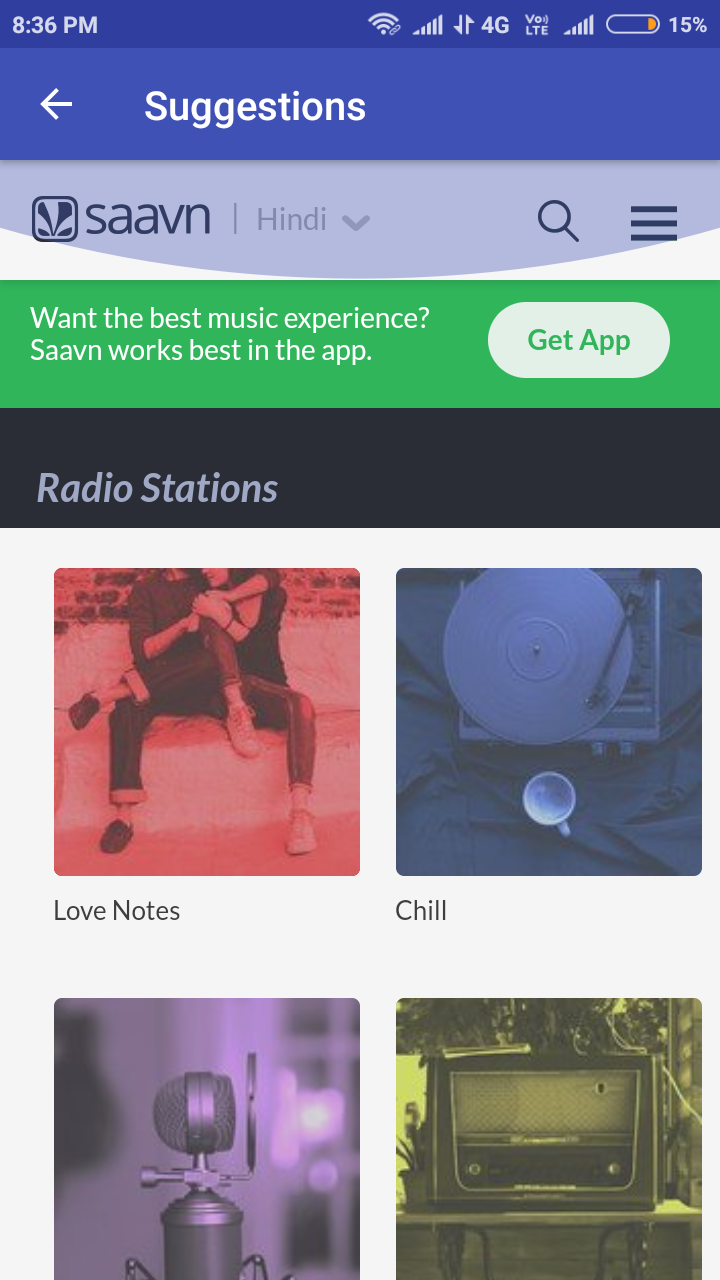 8:36 PM 4G Vo) LTE 15%
Suggestions
saavn | Hindi
Want the best music experience?
Saavn works best in the app.
Get App
Radio Stations
Love Notes
Chill